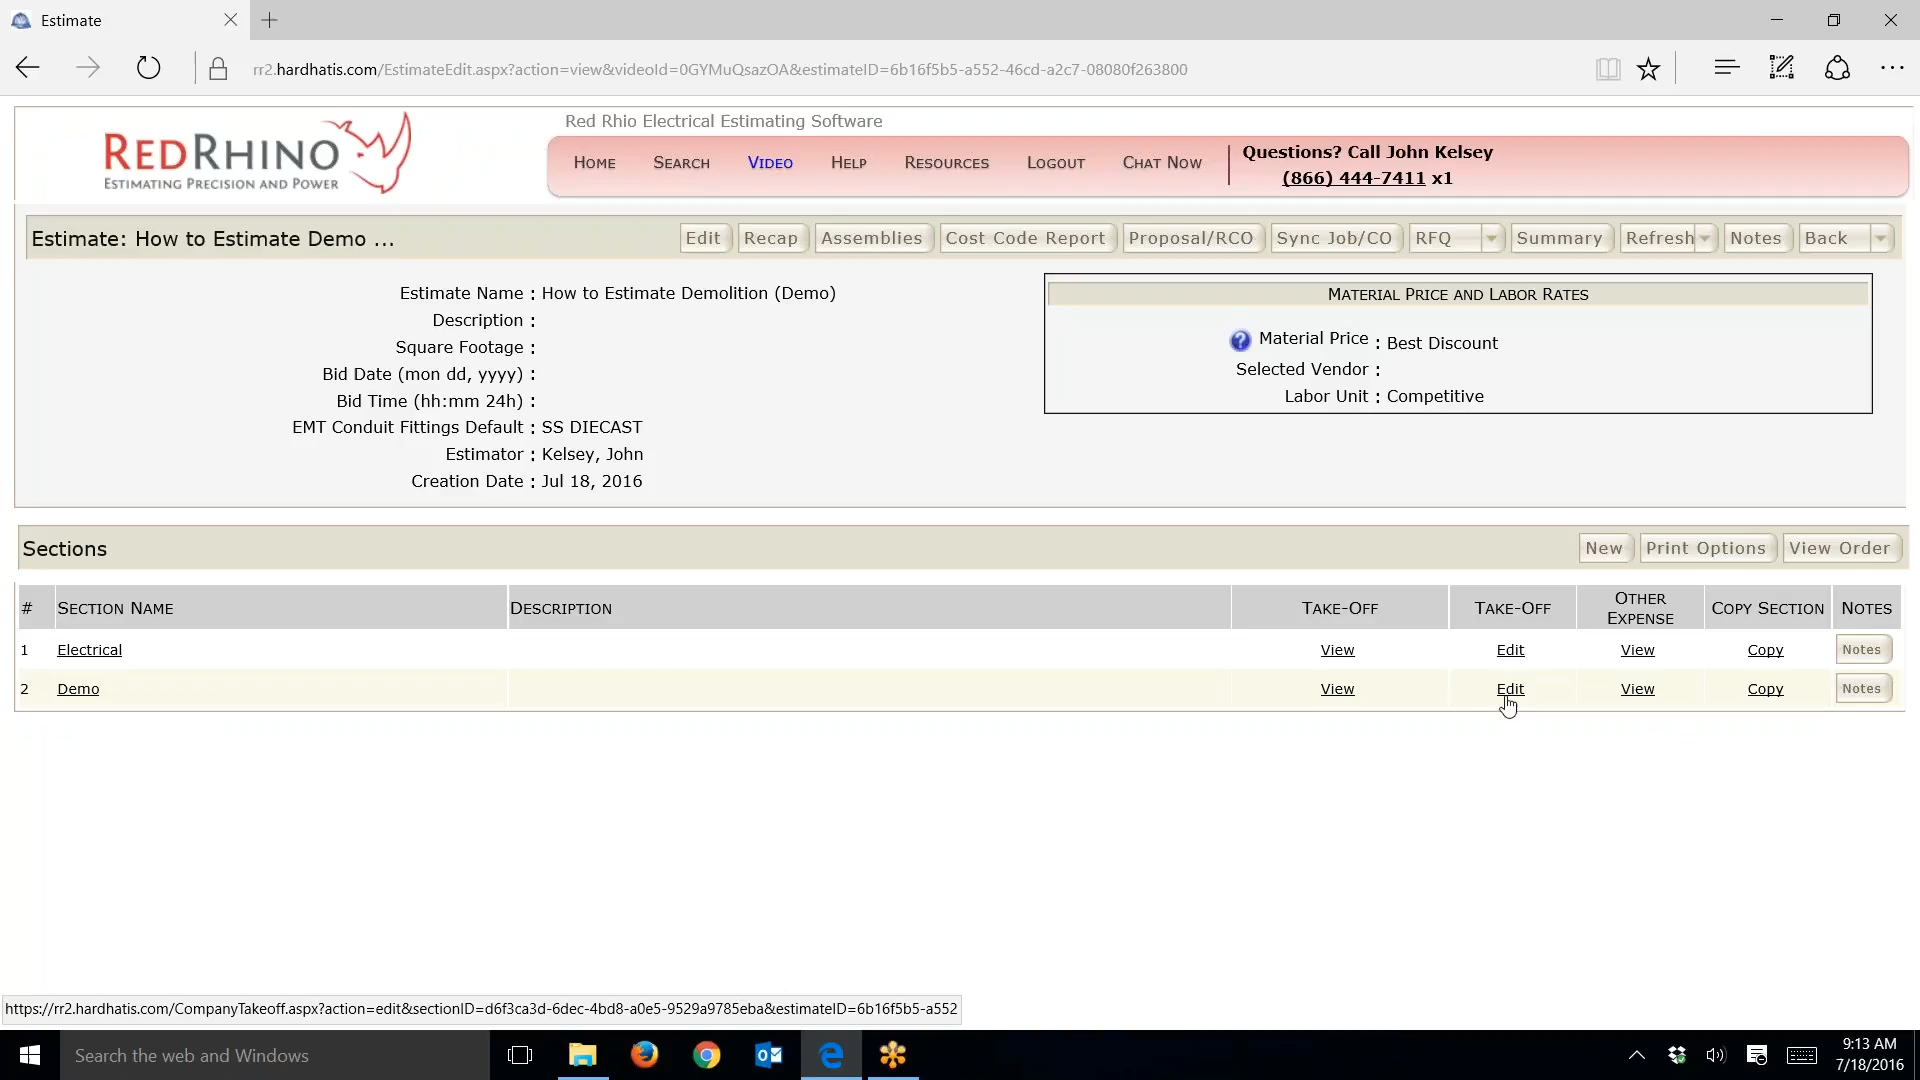 Estimate
rr2.hardhatis.com/EstimateEdit.aspx?action=view&videoId=0GYMuQsazOA&estimateID=6b16f5b5-a552-46cd-a2c7-08080f263800
REDRHINO
ESTIMATING PRECISION AND POWER
Red Rhio Electrical Estimating Software
HOME SEARCH VIDEO HELP RESOURCES LOGOUT CHAT NOW
Questions? Call John Kelsey
(866) 444-7411 x1
Estimate: How to Estimate Demo ...
Edit Recap Assemblies Cost Code Report Proposal/RCO Sync Job/CO RFQ Summary Refresh Notes Back
Estimate Name : How to Estimate Demolition (Demo)
Description :
Square Footage :
Bid Date (mon dd, yyyy) :
Bid Time (hh:mm 24h) :
EMT Conduit Fittings Default : SS DIECAST
Estimator : Kelsey, John
Creation Date : Jul 18, 2016
MATERIAL PRICE AND LABOR RATES
? Material Price : Best Discount
Selected Vendor :
Labor Unit : Competitive
Sections
New Print Options View Order
# SECTION NAME DESCRIPTION TAKE-OFF TAKE-OFF OTHER EXPENSE COPY SECTION NOTES
1 Electrical View Edit View Copy Notes
2 Demo View Edit View Copy Notes
https://rr2.hardhatis.com/CompanyTakeoff.aspx?action=edit&sectionID=d6f3ca3d-6dec-4bd8-a0e5-9529a9785eba&estimateID=6b16f5b5-a552
Search the web and Windows
9:13 AM
7/18/2016